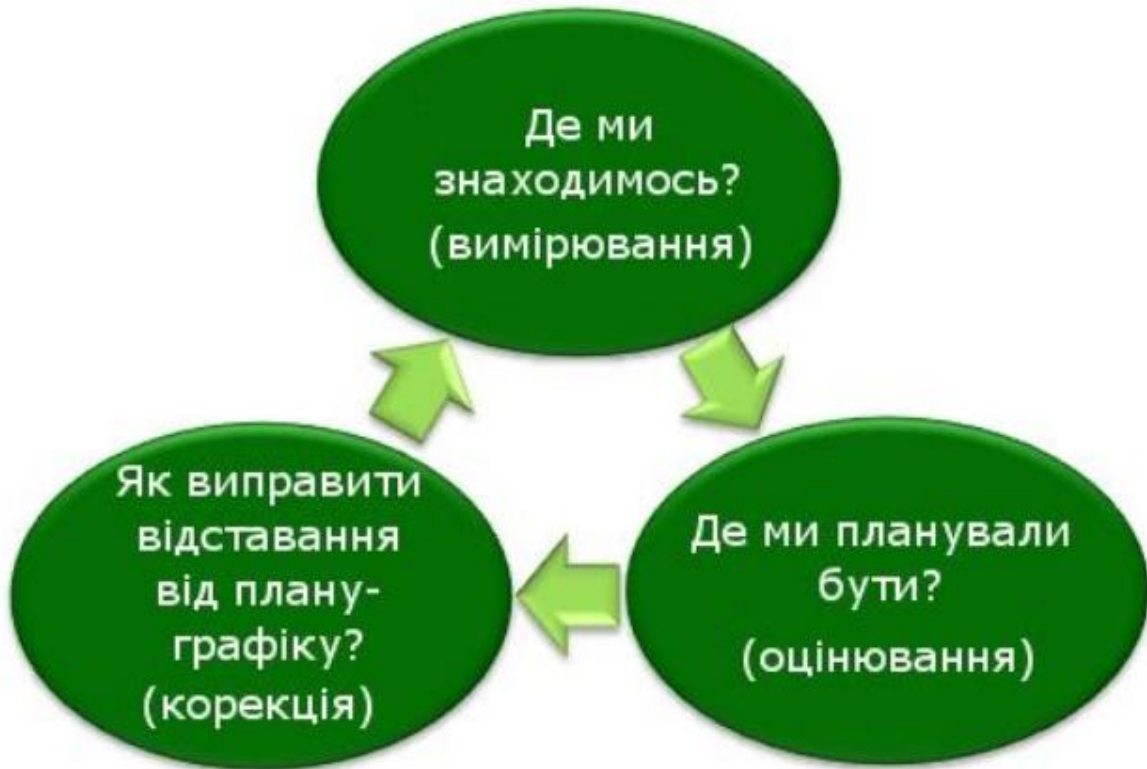 Де ми
знаходимось?
(вимірювання)
Де ми планували
бути?
(оцінювання)
Як виправити
відставання
від плану-
графіку?
(корекція)